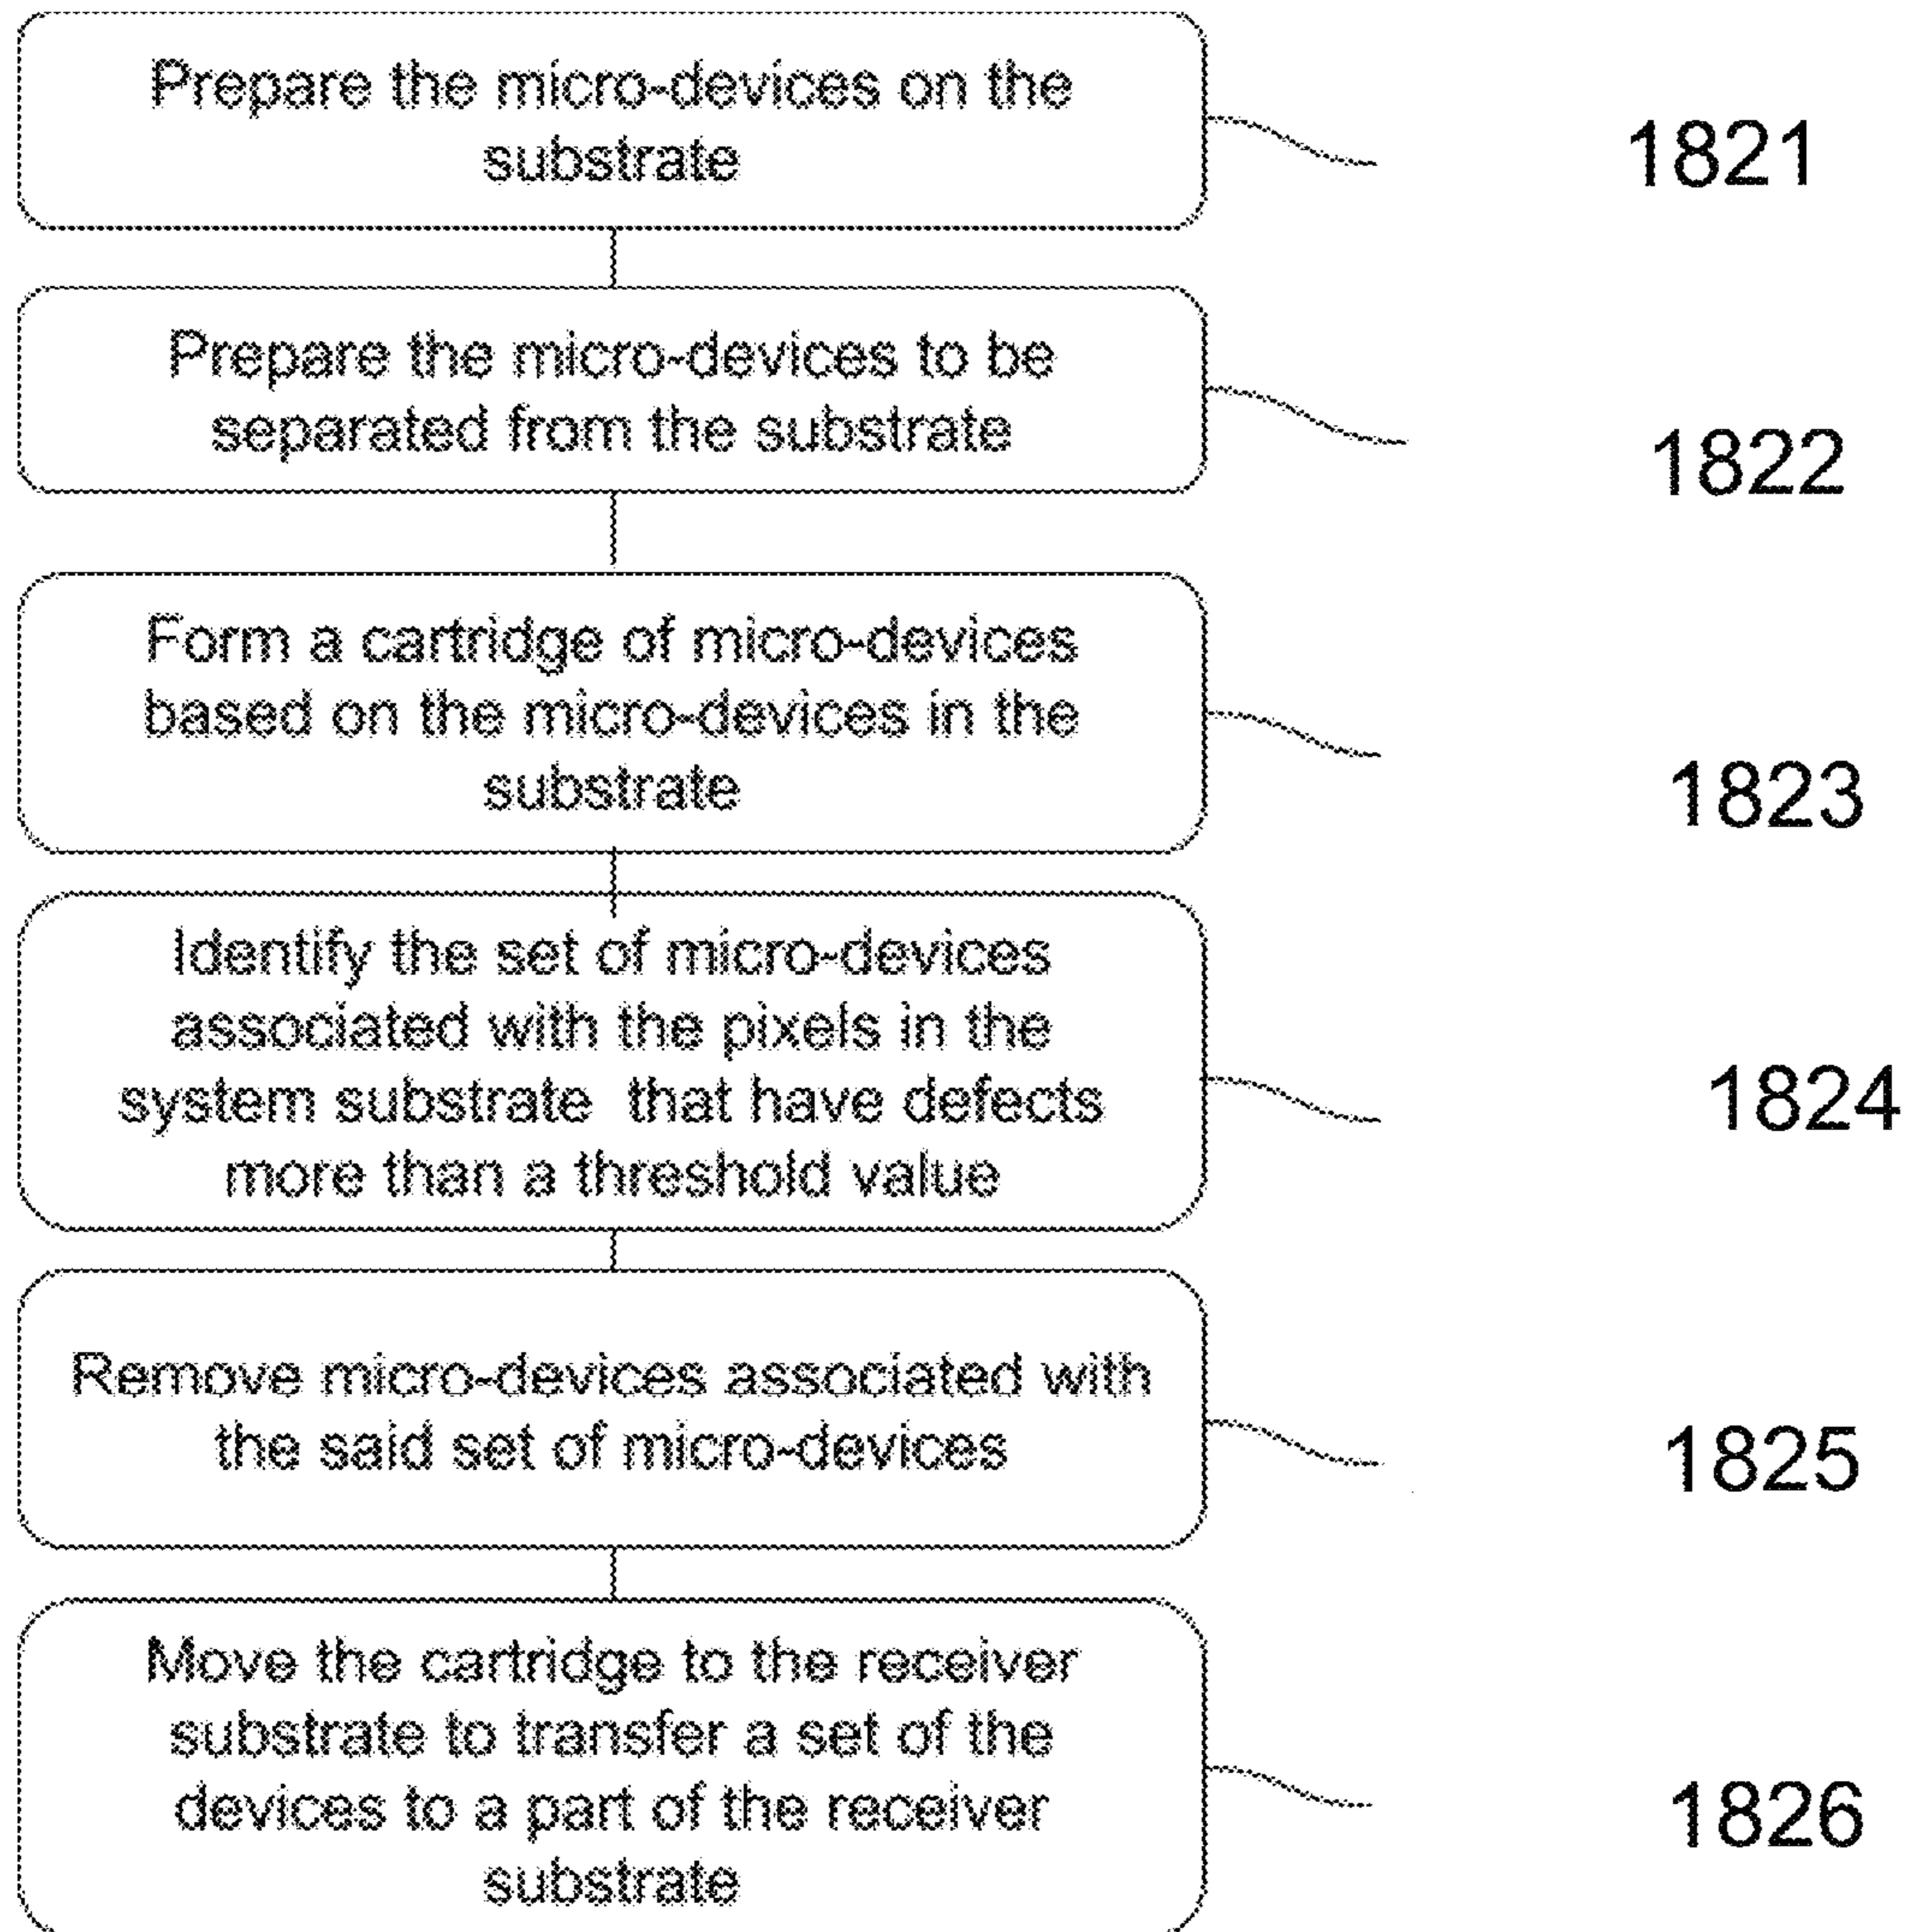 Prepare the micro-devices on the
substrate
1821
Prepare the micro-devices to be
separated from the substrate
1822
Form a cartridge of micro-devices
based on the micro-devices in the
substrate
1823
Identify the set of micro-devices
associated with the pixels in the
system substrate that have defects
more than a threshold value
1824
Remove micro-devices associated with
the said set of micro-devices
1825
Move the cartridge to the receiver
substrate to transfer a set of the
devices to a part of the receiver
substrate
1826